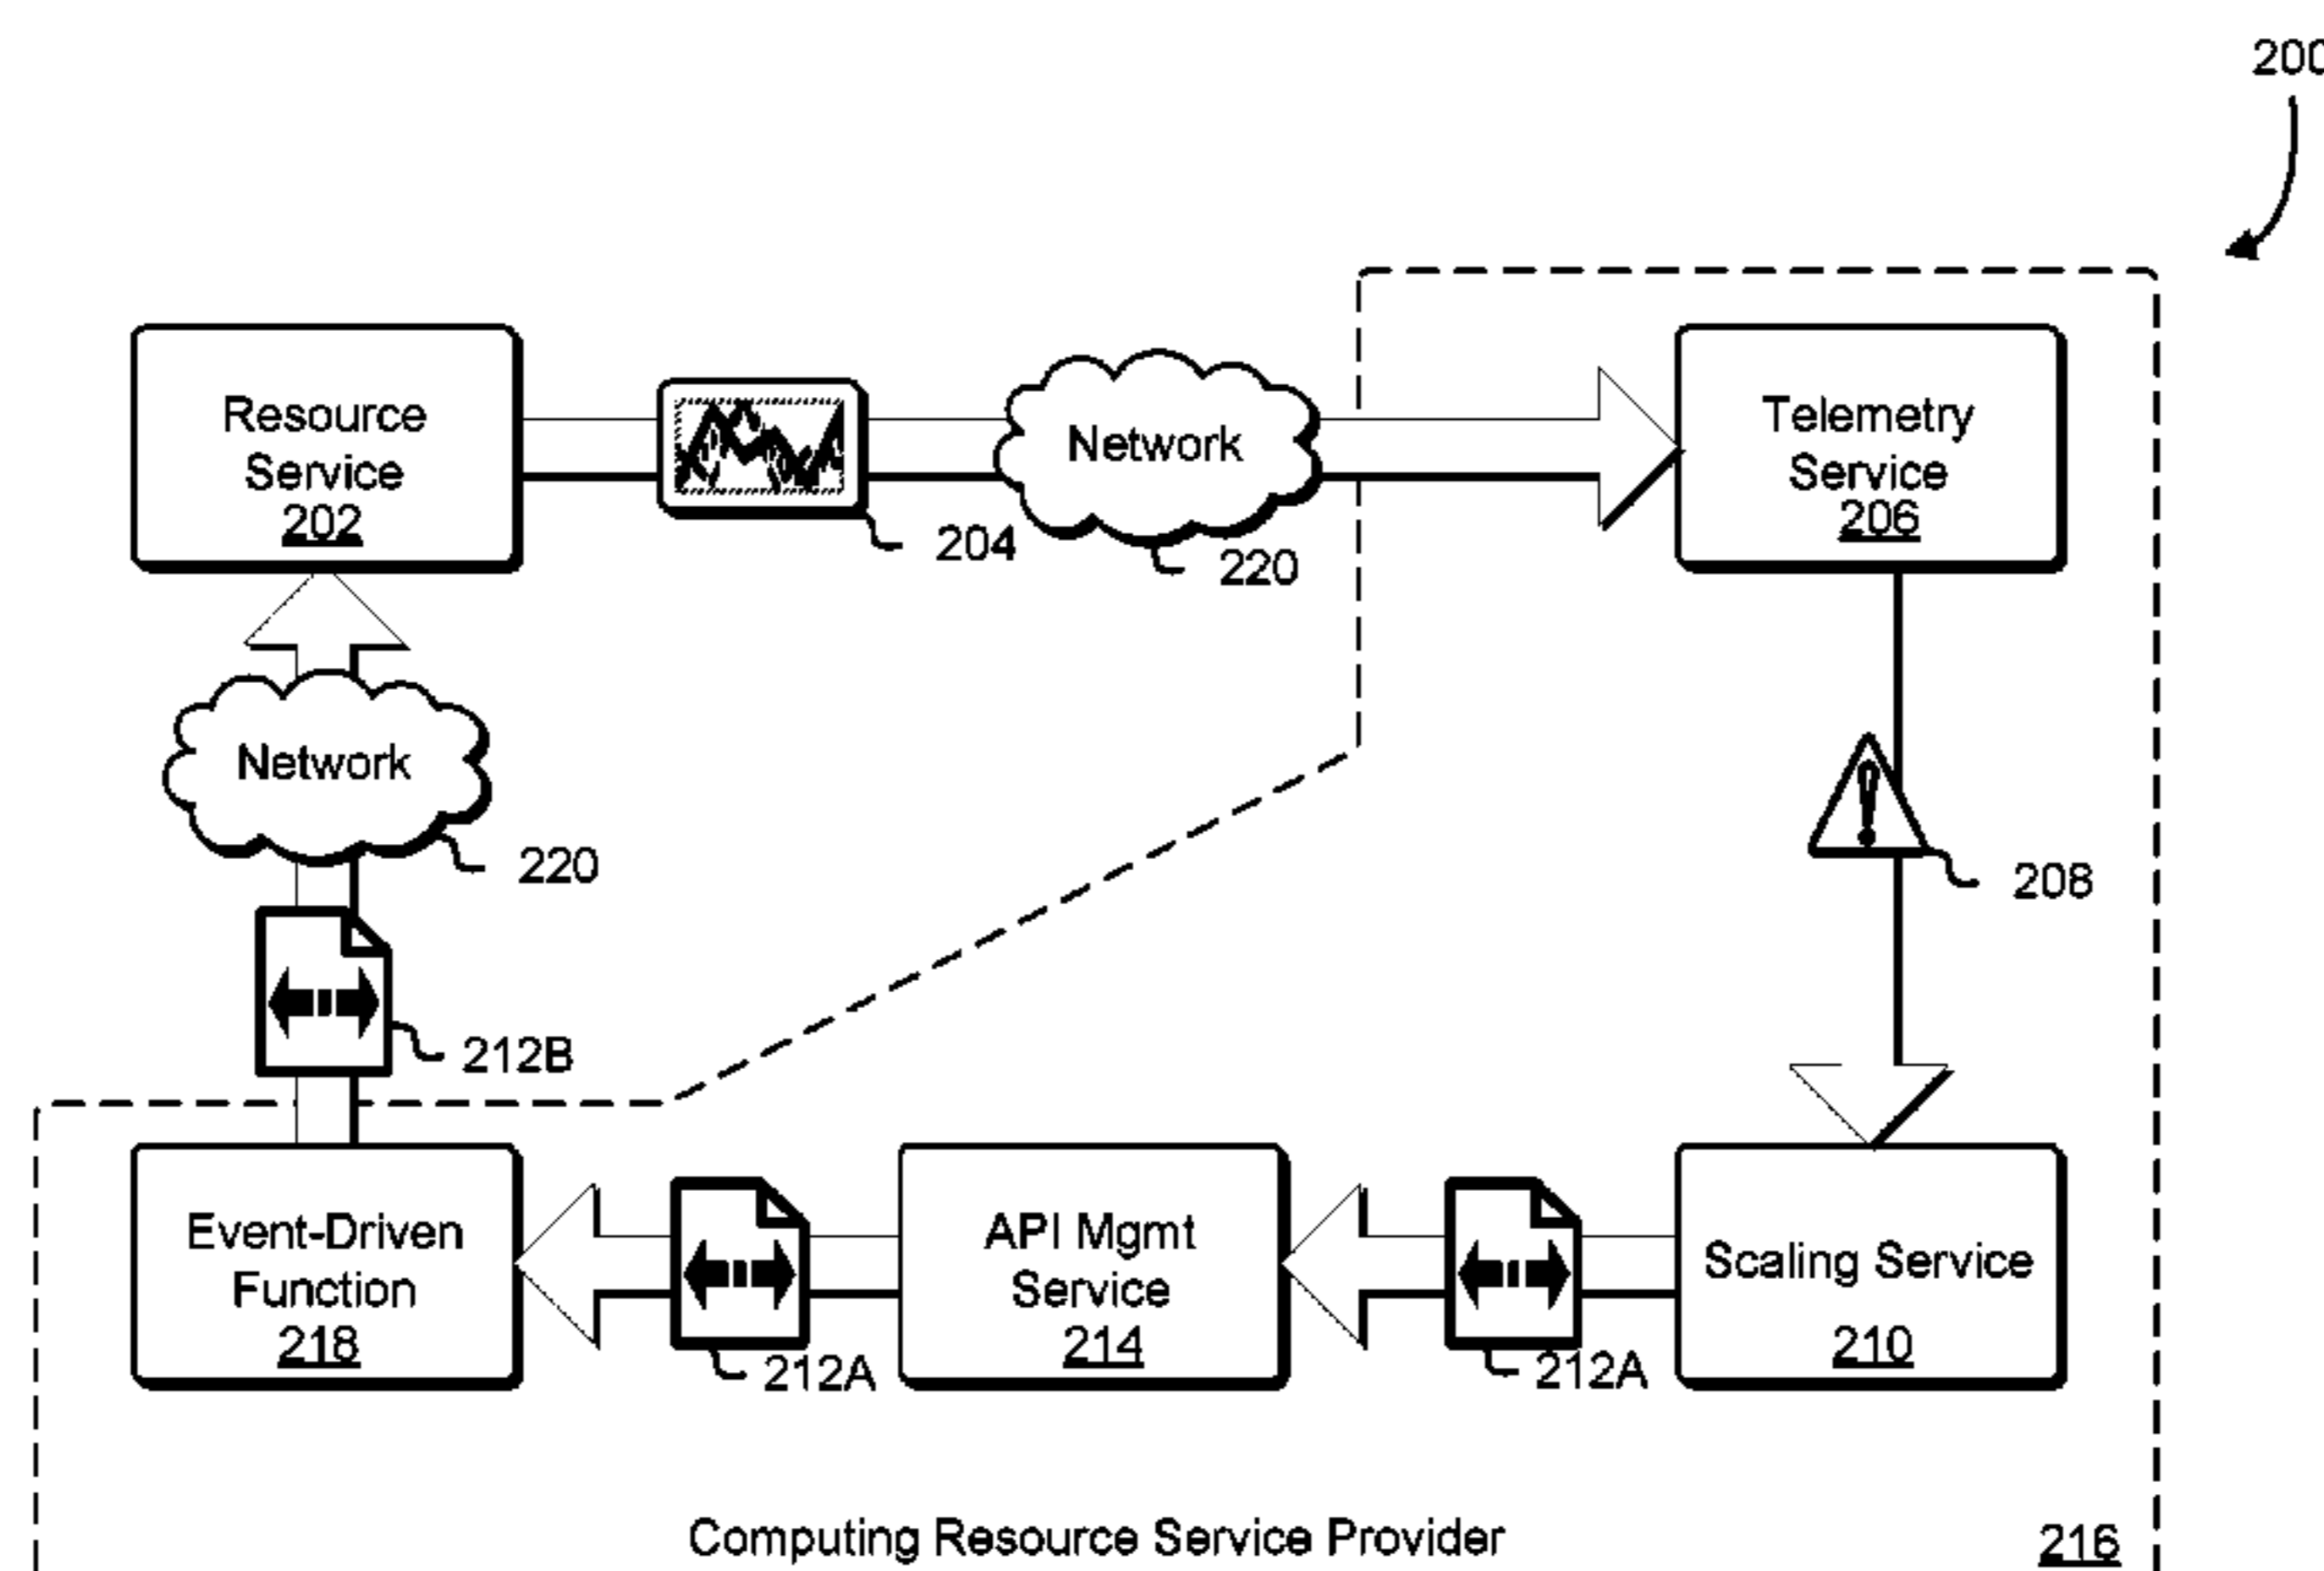 200
Resource
Service
202
204
Network
220
Telemetry
Service
206
Network
220
208
212B
Event-Driven
Function
218
212A
API Mgmt
Service
214
212A
Scaling Service
210
Computing Resource Service Provider
216